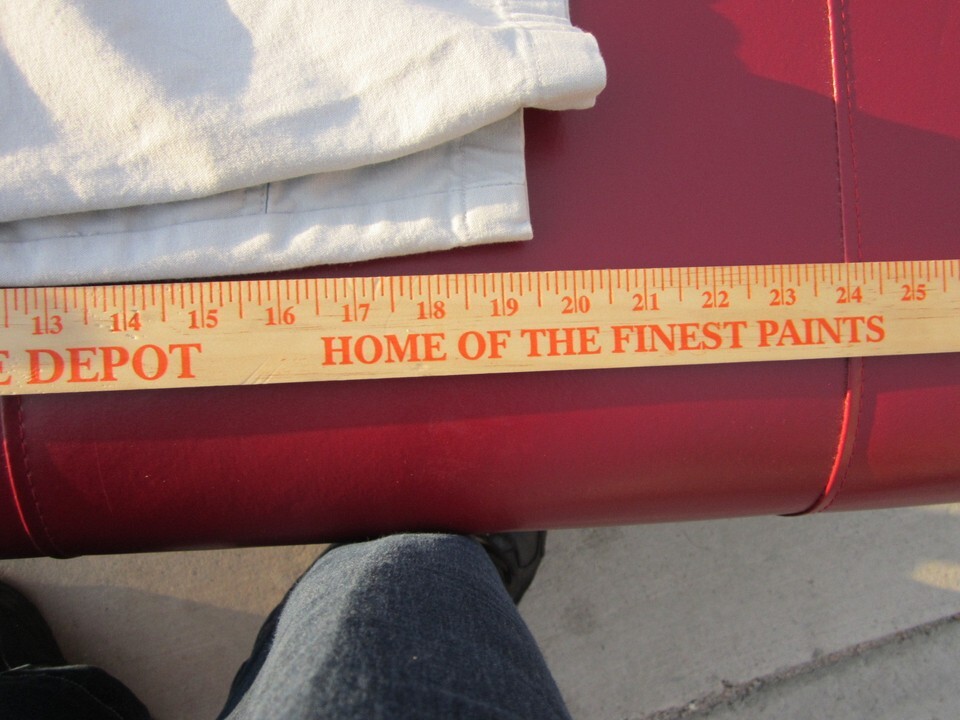 13 14 15 16 17 18 19 20 21 22 23 24 25
E DEPOT HOME OF THE FINEST PAINTS